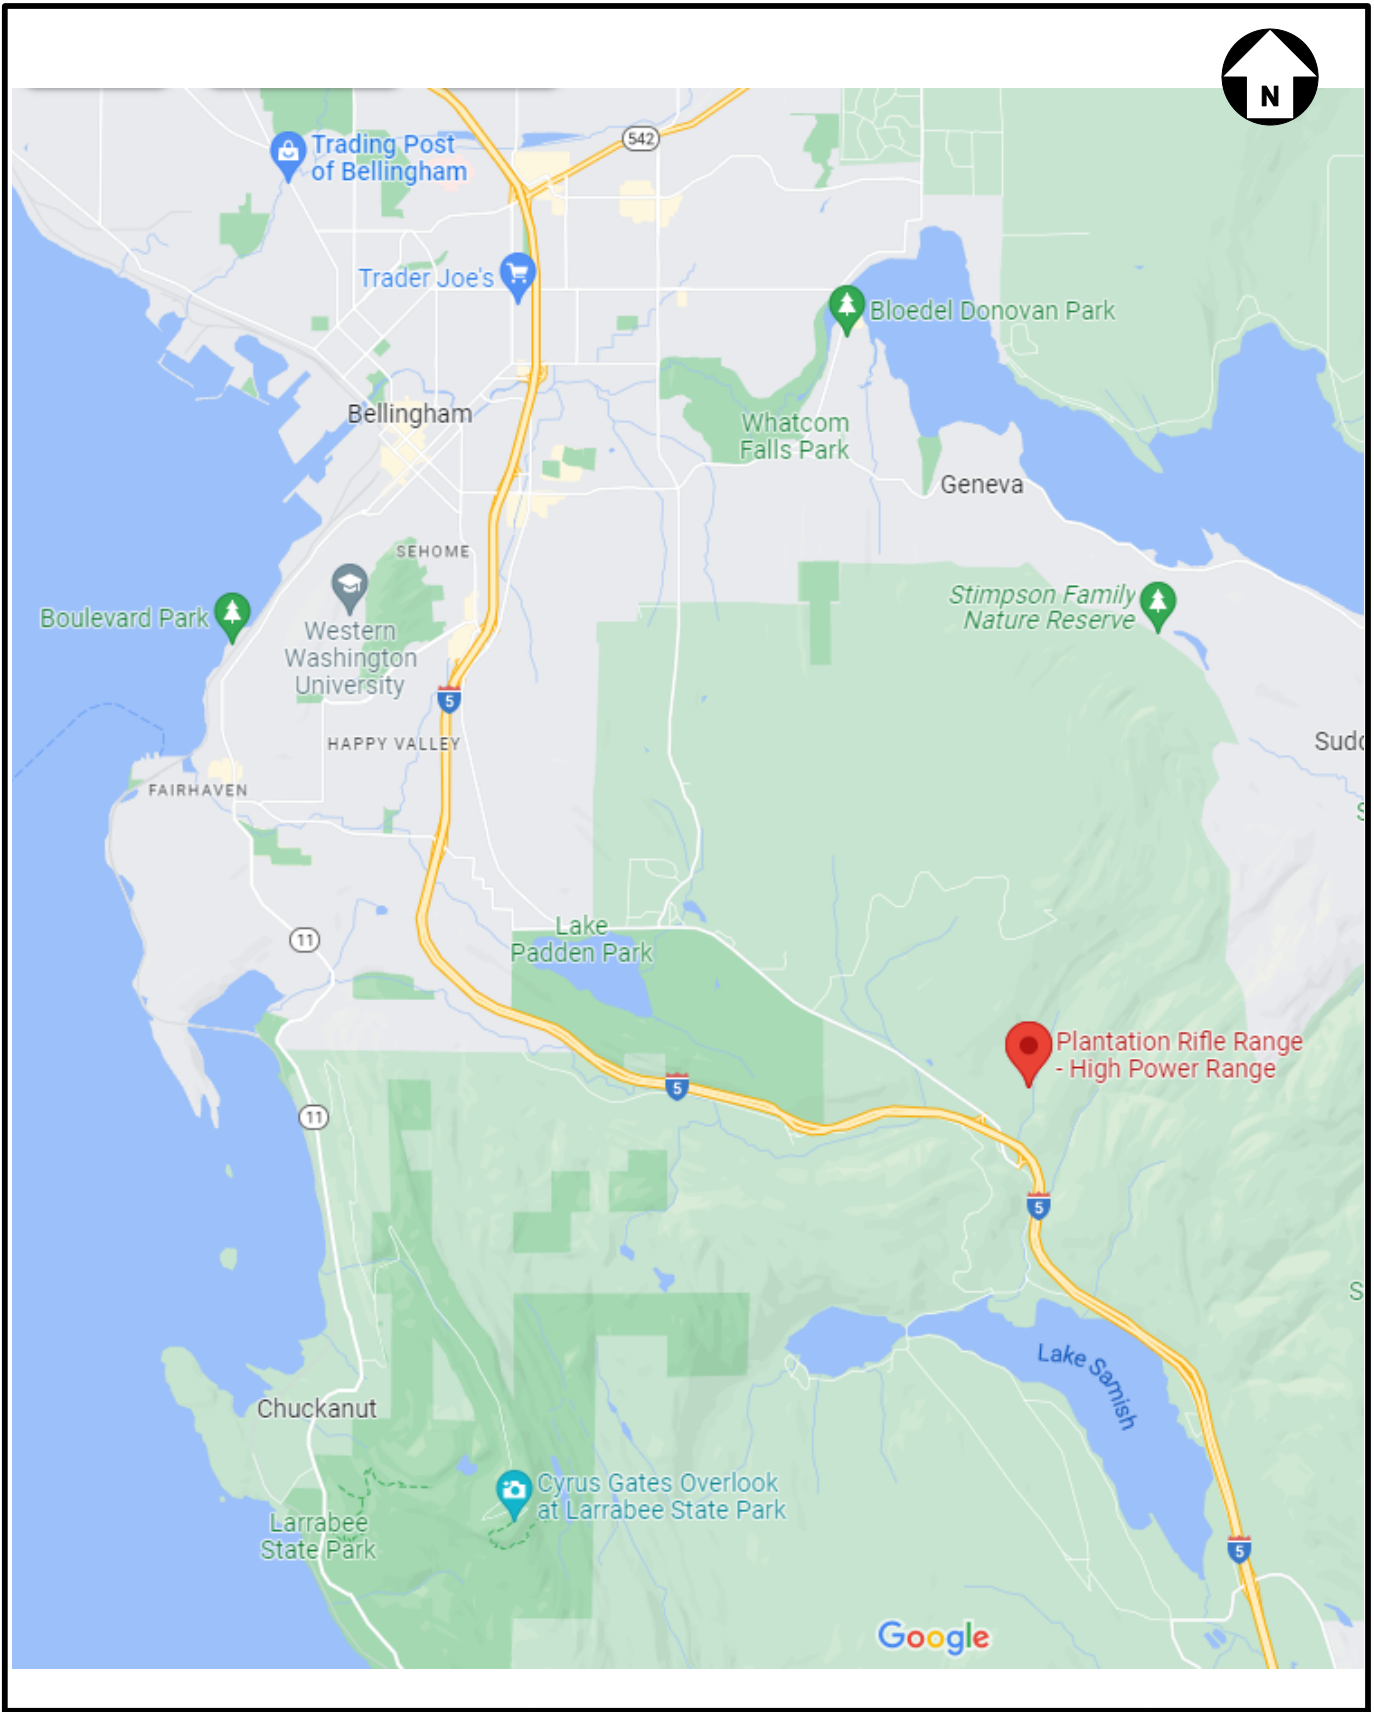 N
542
Trading Post
of Bellingham
Trader Joe's
Bloedel Donovan Park
Bellingham
Whatcom
Falls Park
Geneva
SEHOME
Stimpson Family
Nature Reserve
Boulevard Park
Western
Washington
University
5
HAPPY VALLEY
Sudd
FAIRHAVEN
S
Lake
Padden Park
11
Plantation Rifle Range
- High Power Range
5
11
5
S
Lake Samish
Chuckanut
Cyrus Gates Overlook
at Larrabee State Park
Larrabee
State Park
5
Google